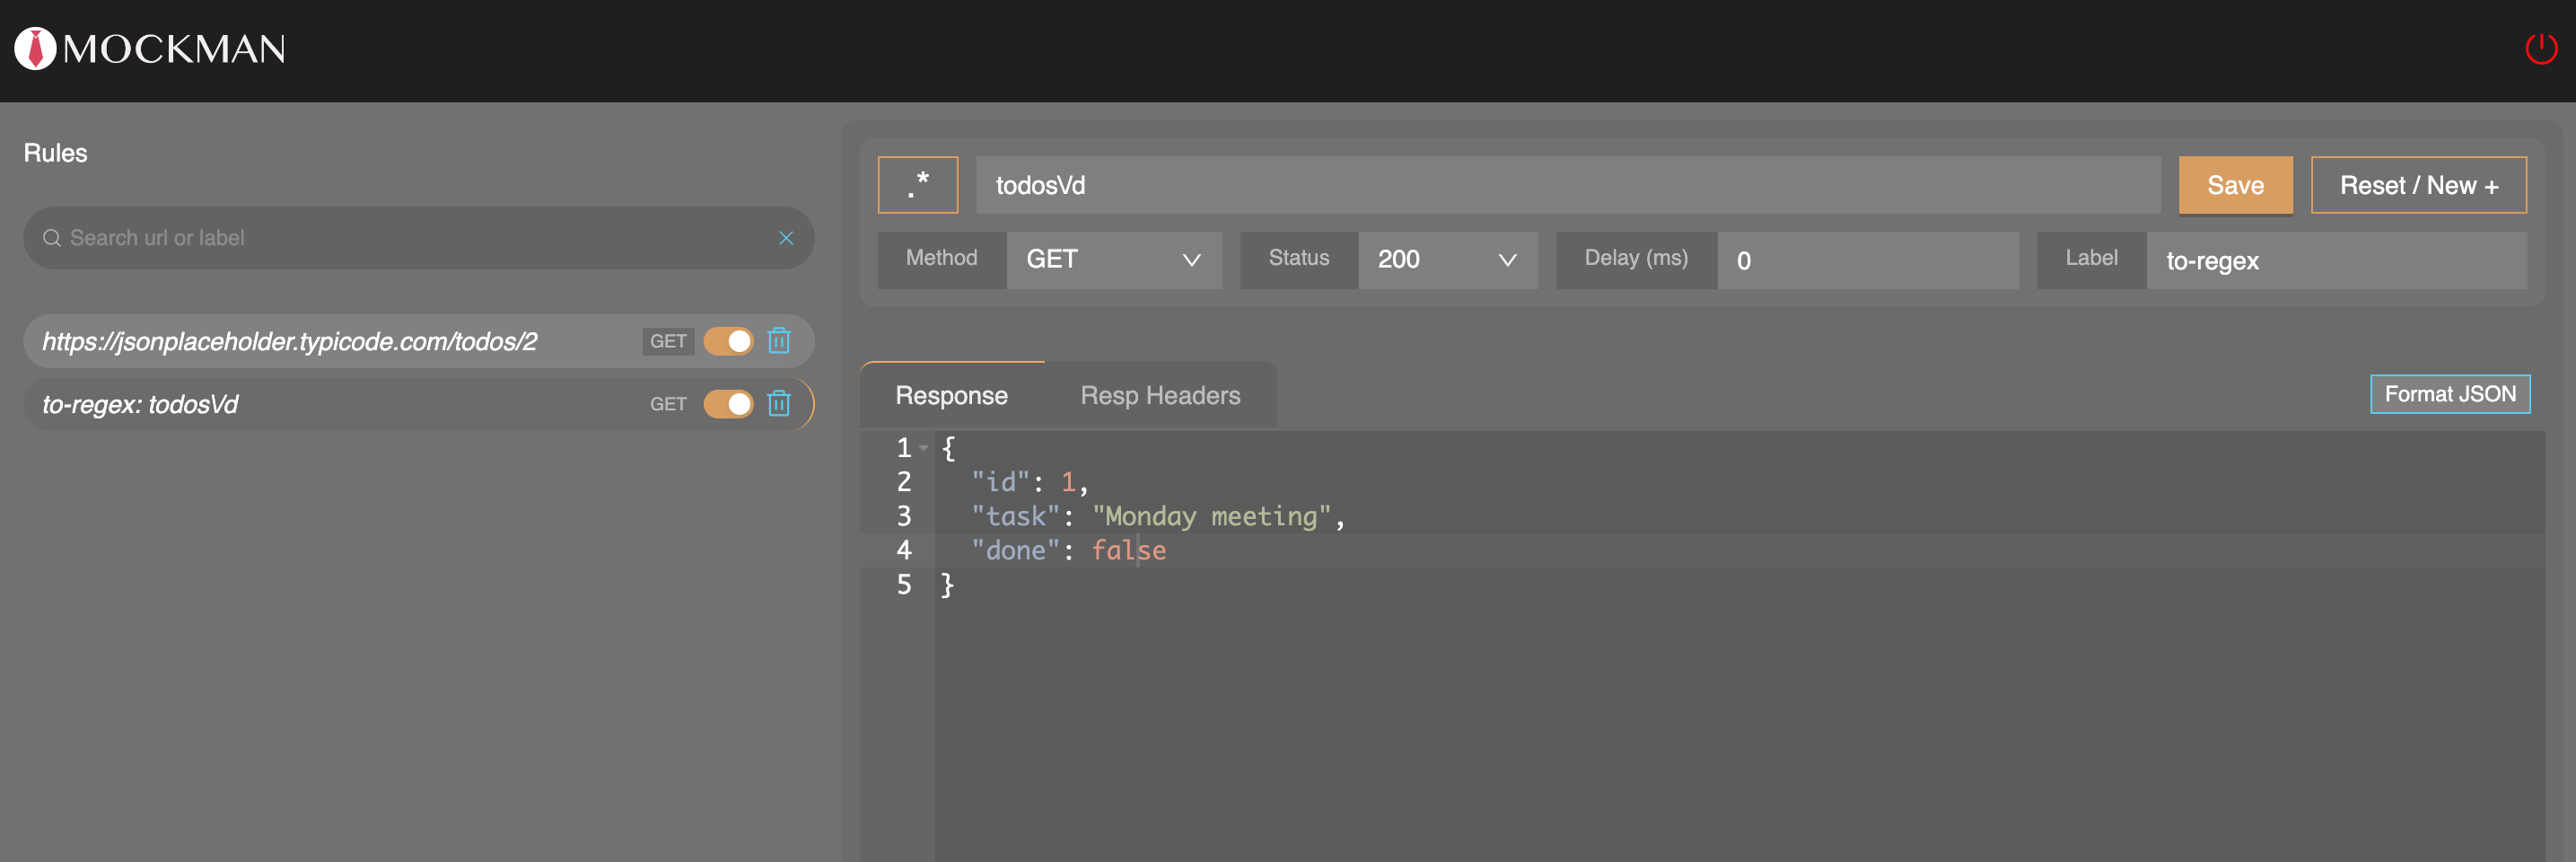 MOCKMAN
Rules
Search url or label
https://jsonplaceholder.typicode.com/todos/2 GET
to-regex: todos\/d GET
.* todos\/d Save Reset / New +
Method GET Status 200 Delay (ms) 0 Label to-regex
Response Resp Headers Format JSON
1 {
2 "id": 1,
3 "task": "Monday meeting",
4 "done": false
5 }